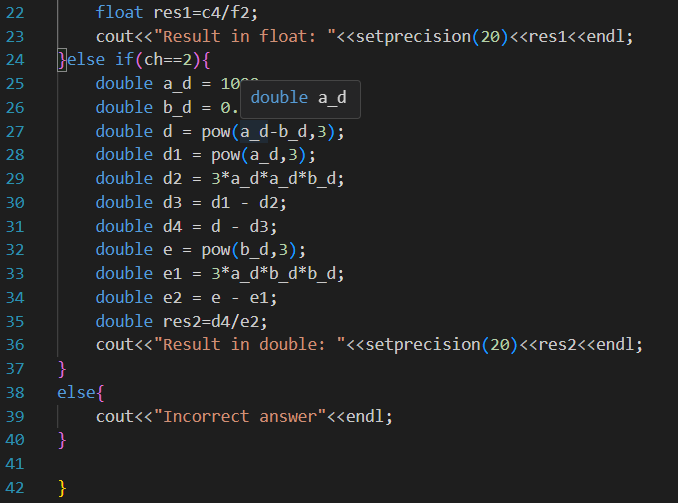 22 float res1=c4/f2;
23 cout<<"Result in float: "<<setprecision(20)<<res1<<endl;
24 }else if(ch==2){
25 double a_d = 1000
26 double b_d = 0.
double a_d
27 double d = pow(a_d-b_d,3);
28 double d1 = pow(a_d,3);
29 double d2 = 3*a_d*a_d*b_d;
30 double d3 = d1 - d2;
31 double d4 = d - d3;
32 double e = pow(b_d,3);
33 double e1 = 3*a_d*b_d*b_d;
34 double e2 = e - e1;
35 double res2=d4/e2;
36 cout<<"Result in double: "<<setprecision(20)<<res2<<endl;
37 }
38 else{
39 cout<<"Incorrect answer"<<endl;
40 }
41
42 }